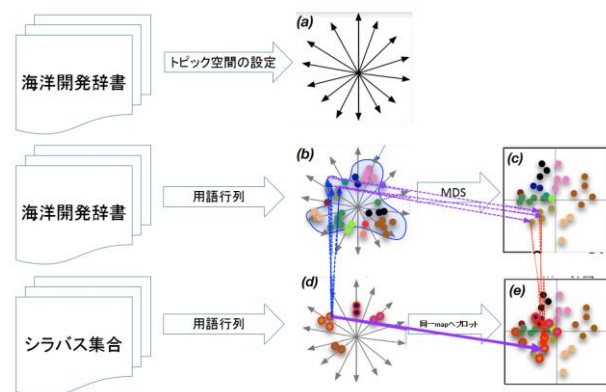 (a)
海洋開発辞書
トピック空間の設定
(b)
(c)
海洋開発辞書
用語行列
MDS
(d)
(e)
シラバス集合
用語行列
同一mapへプロット